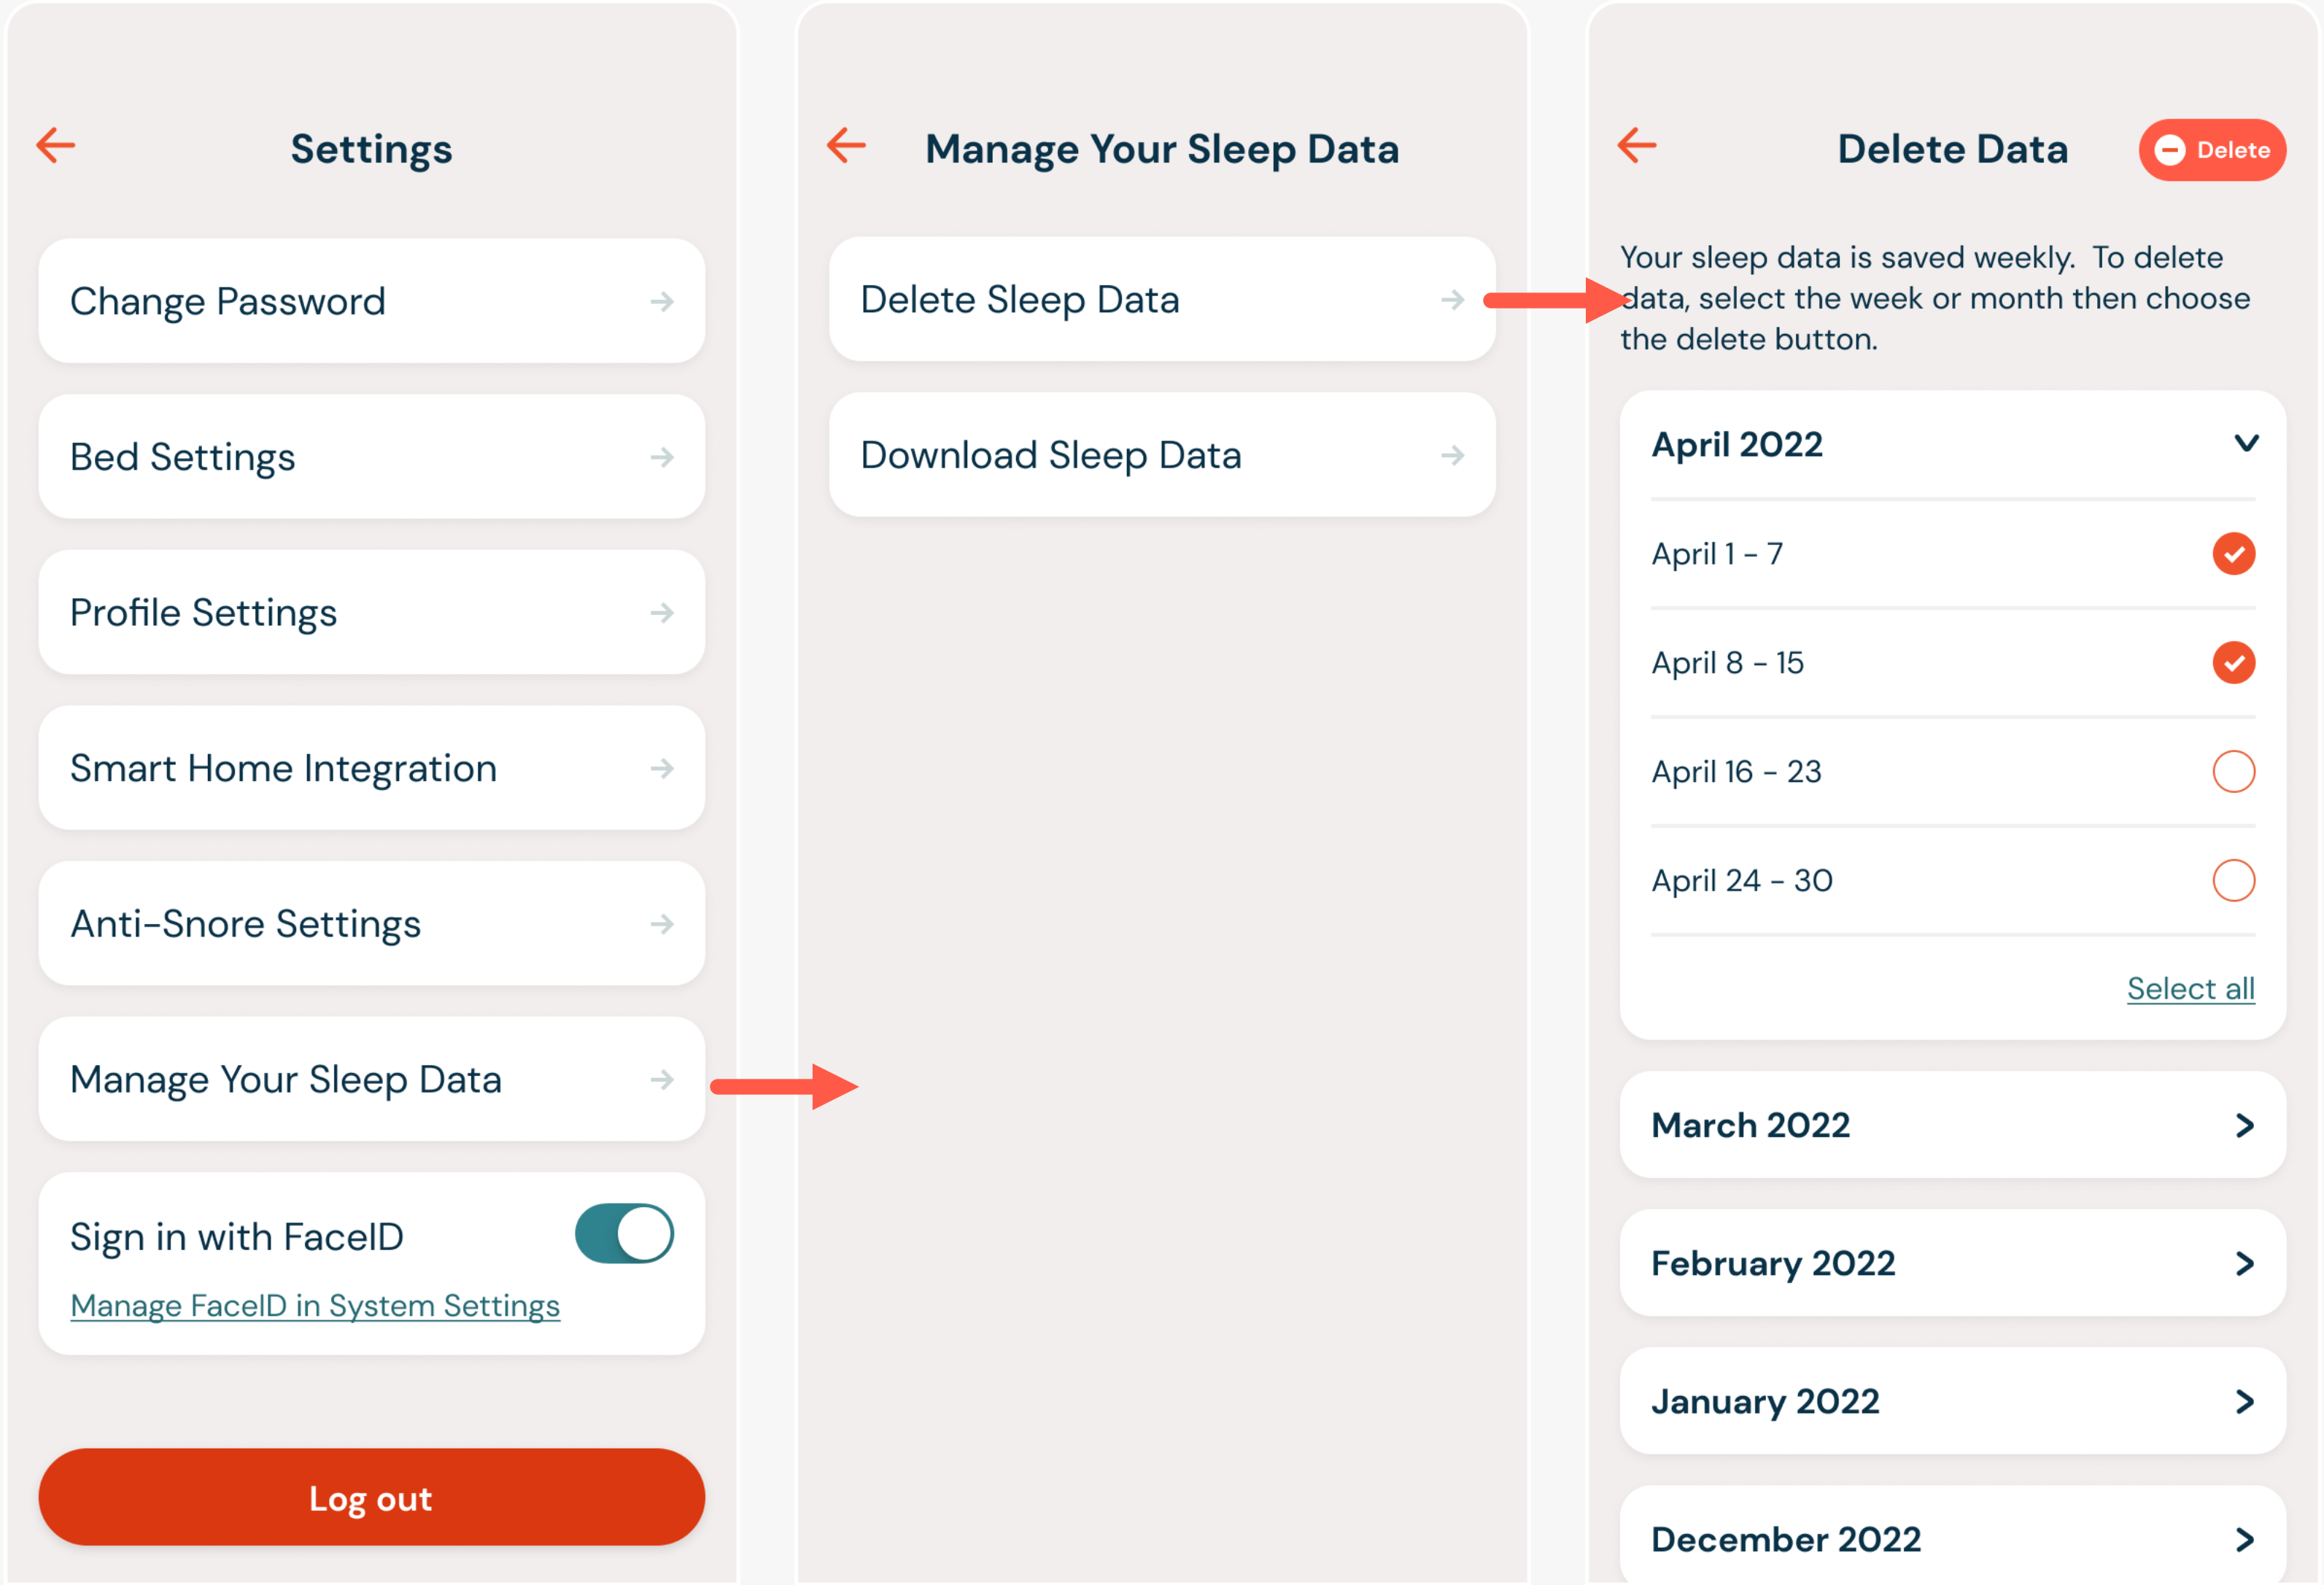 Settings
Change Password
Bed Settings
Profile Settings
Smart Home Integration
Anti-Snore Settings
Manage Your Sleep Data
Sign in with FaceID
Manage FaceID in System Settings
Log out
Manage Your Sleep Data
Delete Sleep Data
Download Sleep Data
Delete Data
Delete
Your sleep data is saved weekly. To delete
data, select the week or month then choose
the delete button.
April 2022
April 1 - 7
April 8 - 15
April 16 - 23
April 24 - 30
Select all
March 2022
February 2022
January 2022
December 2022